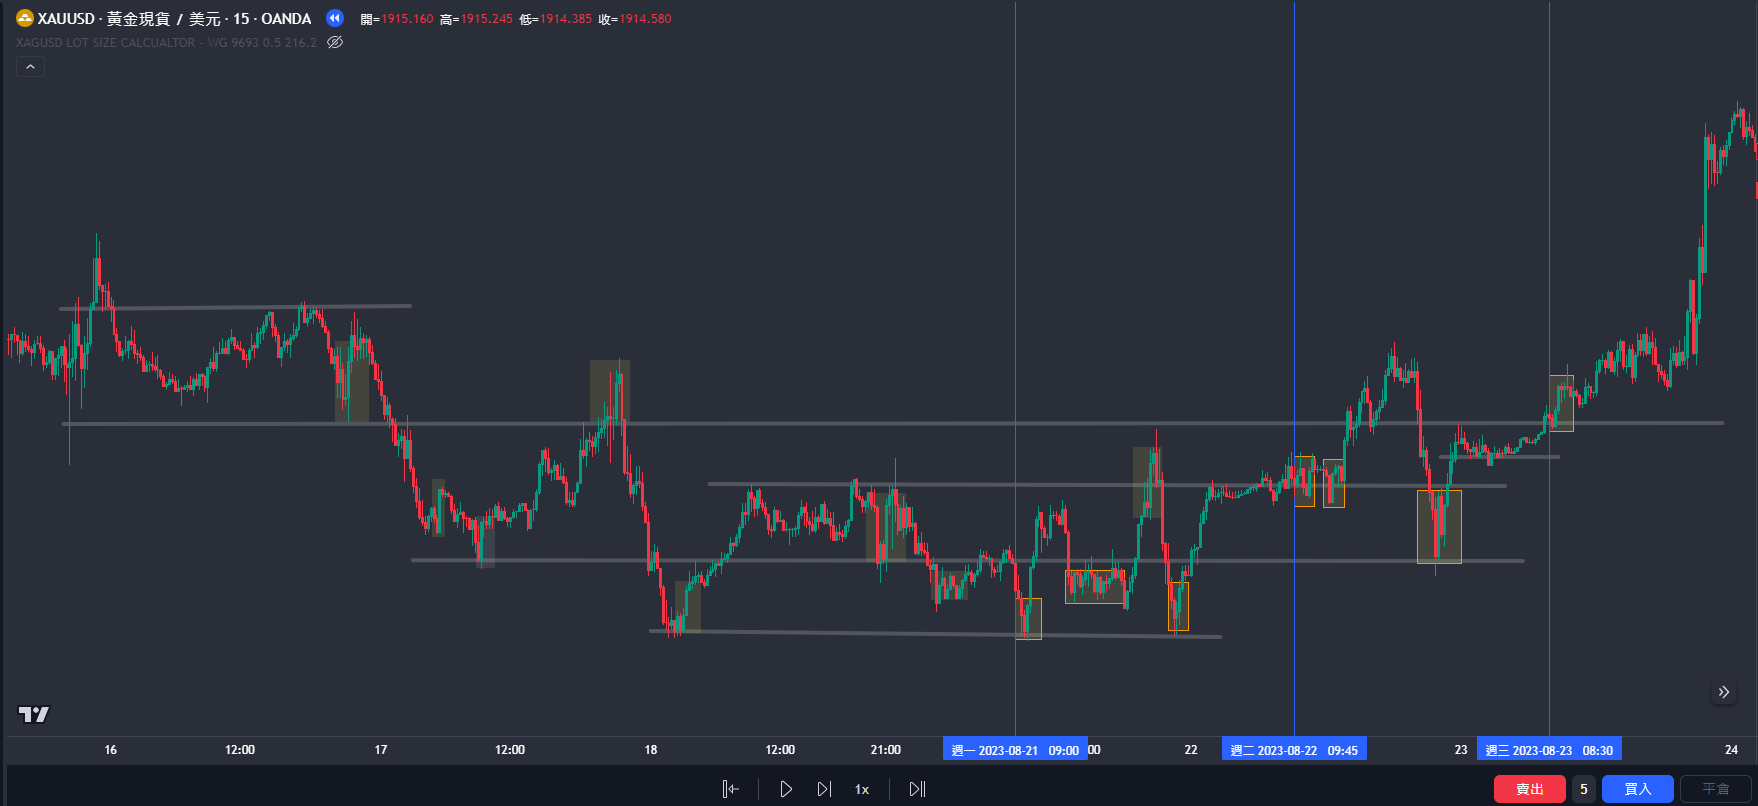 XAUUSD · 黃金現貨 / 美元 · 15 · OANDA 開=1915.160 高=1915.245 低=1914.385 收=1914.580
XAGUSD LOT SIZE CALCUALTOR - WG 9693 0.5 216.2
16 12:00 17 12:00 18 12:00 21:00 週一 2023-08-21 09:00 00 22 週二 2023-08-22 09:45 23 週三 2023-08-23 08:30 24
1x 賣出 5 買入 平倉